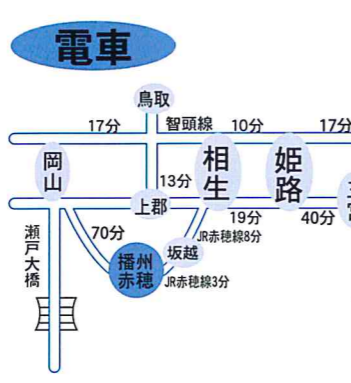 電車
鳥取
17分
智頭線
10分
17分
岡山
相生
姫路
13分
上郡
19分
40分
瀬戸大橋
70分
JR赤穂線8分
坂越
播州
赤穂
JR赤穂線3分